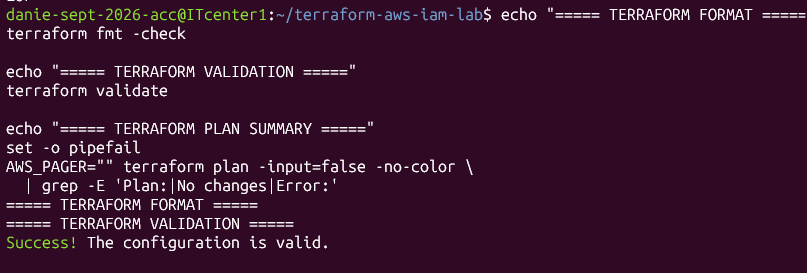 danie-sept-2026-acc@ITcenter1:~/terraform-aws-iam-lab$ echo "===== TERRAFORM FORMAT =====
terraform fmt -check
echo "===== TERRAFORM VALIDATION ====="
terraform validate
echo "===== TERRAFORM PLAN SUMMARY ====="
set -o pipefail
AWS_PAGER="" terraform plan -input=false -no-color \
  | grep -E 'Plan:|No changes|Error:'
===== TERRAFORM FORMAT =====
===== TERRAFORM VALIDATION =====
Success! The configuration is valid.